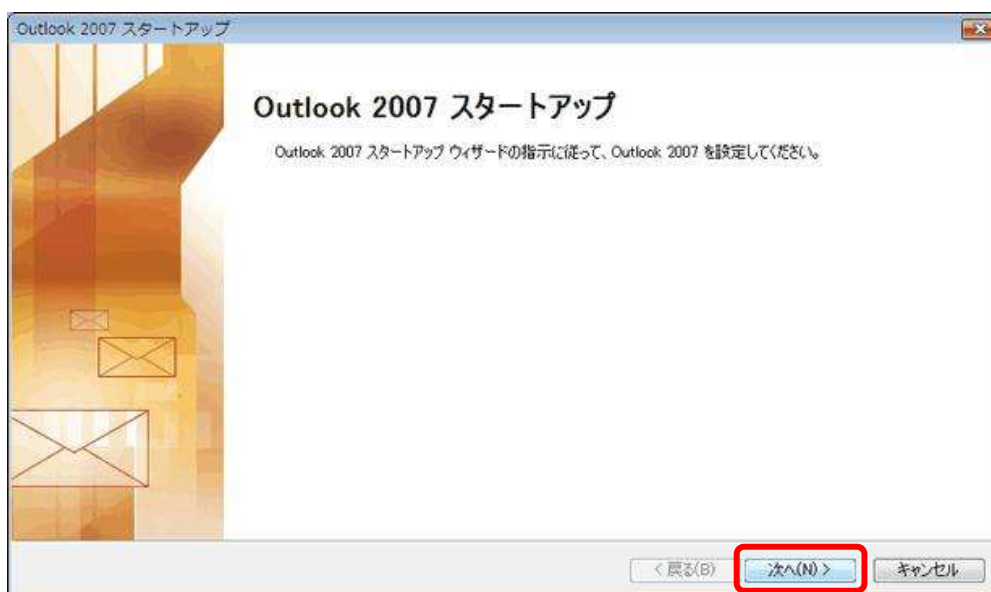 Outlook 2007 スタートアップ
Outlook 2007 スタートアップ
Outlook 2007 スタートアップ ウィザードの指示に従って、Outlook 2007 を設定してください。
< 戻る(B) 次へ(N) > キャンセル